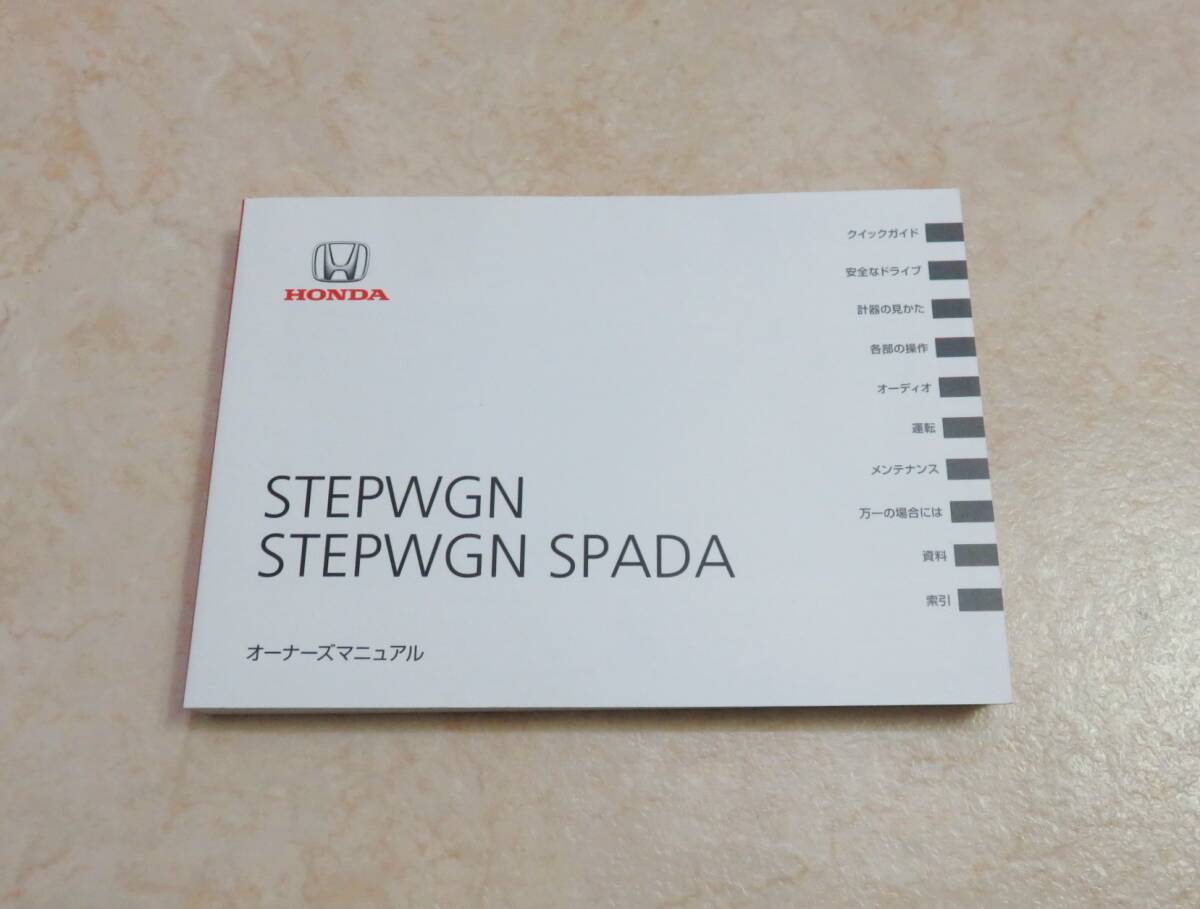 HONDA
クイックガイド
安全なドライブ
計器の見かた
各部の操作
オーディオ
運転
メンテナンス
万一の場合には
資料
索引
STEPWGN
STEPWGN SPADA
オーナーズマニュアル